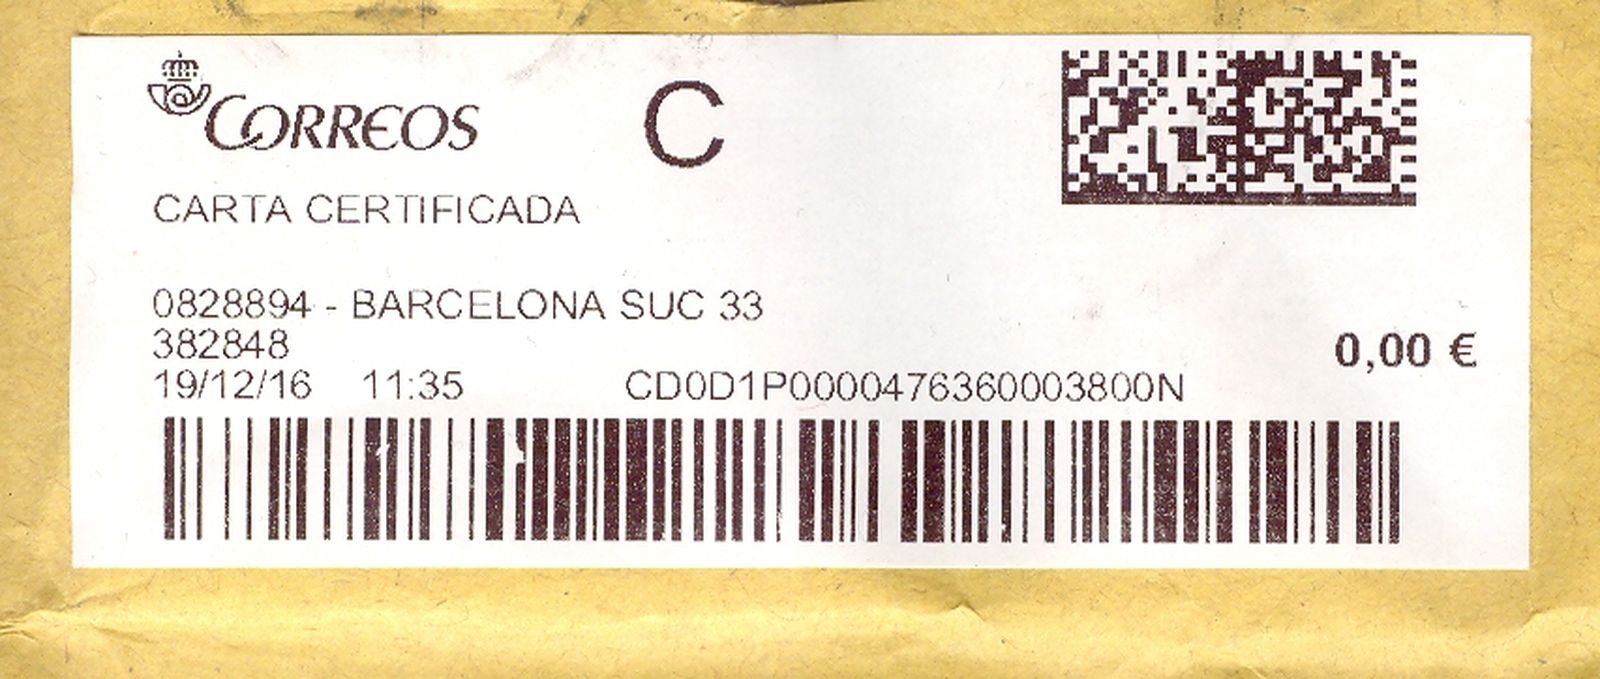 CORREOS
C
CARTA CERTIFICADA
0828894 - BARCELONA SUC 33
382848
0,00 €
19/12/16 11:35 CD0D1P0000476360003800N